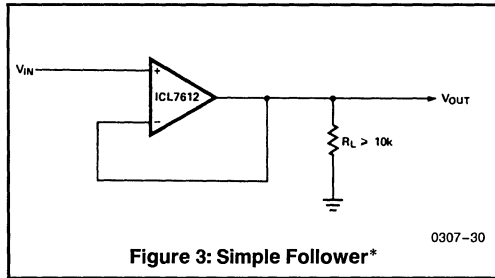 VIN
+
ICL7612
−
VOUT
RL > 10k
0307–30
Figure 3: Simple Follower*